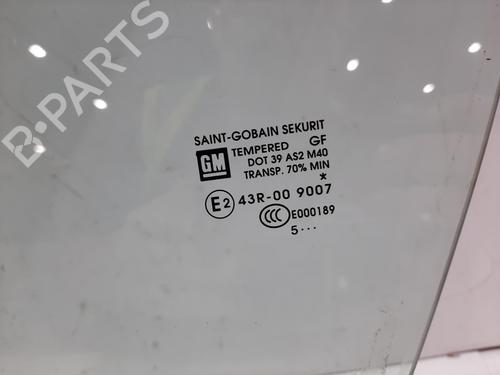 B-PARTS
SAINT-GOBAIN SEKURIT
GM TEMPERED GF
DOT 39 AS2 M40
TRANSP. 70% MIN
*
E2 43R-00 9007
CCC E000189
5...